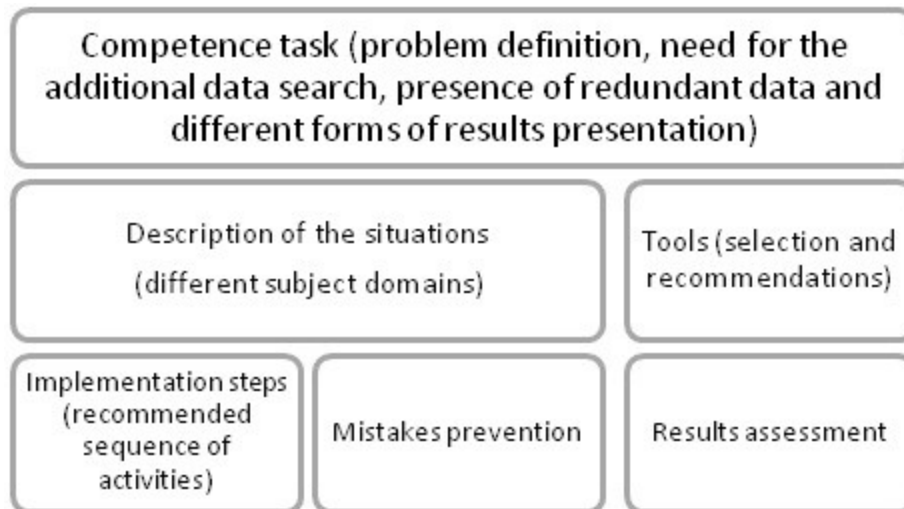 Competence task (problem definition, need for the
additional data search, presence of redundant data and
different forms of results presentation)
Description of the situations
(different subject domains)
Tools (selection and
recommendations)
Implementation steps
(recommended
sequence of
activities)
Mistakes prevention
Results assessment